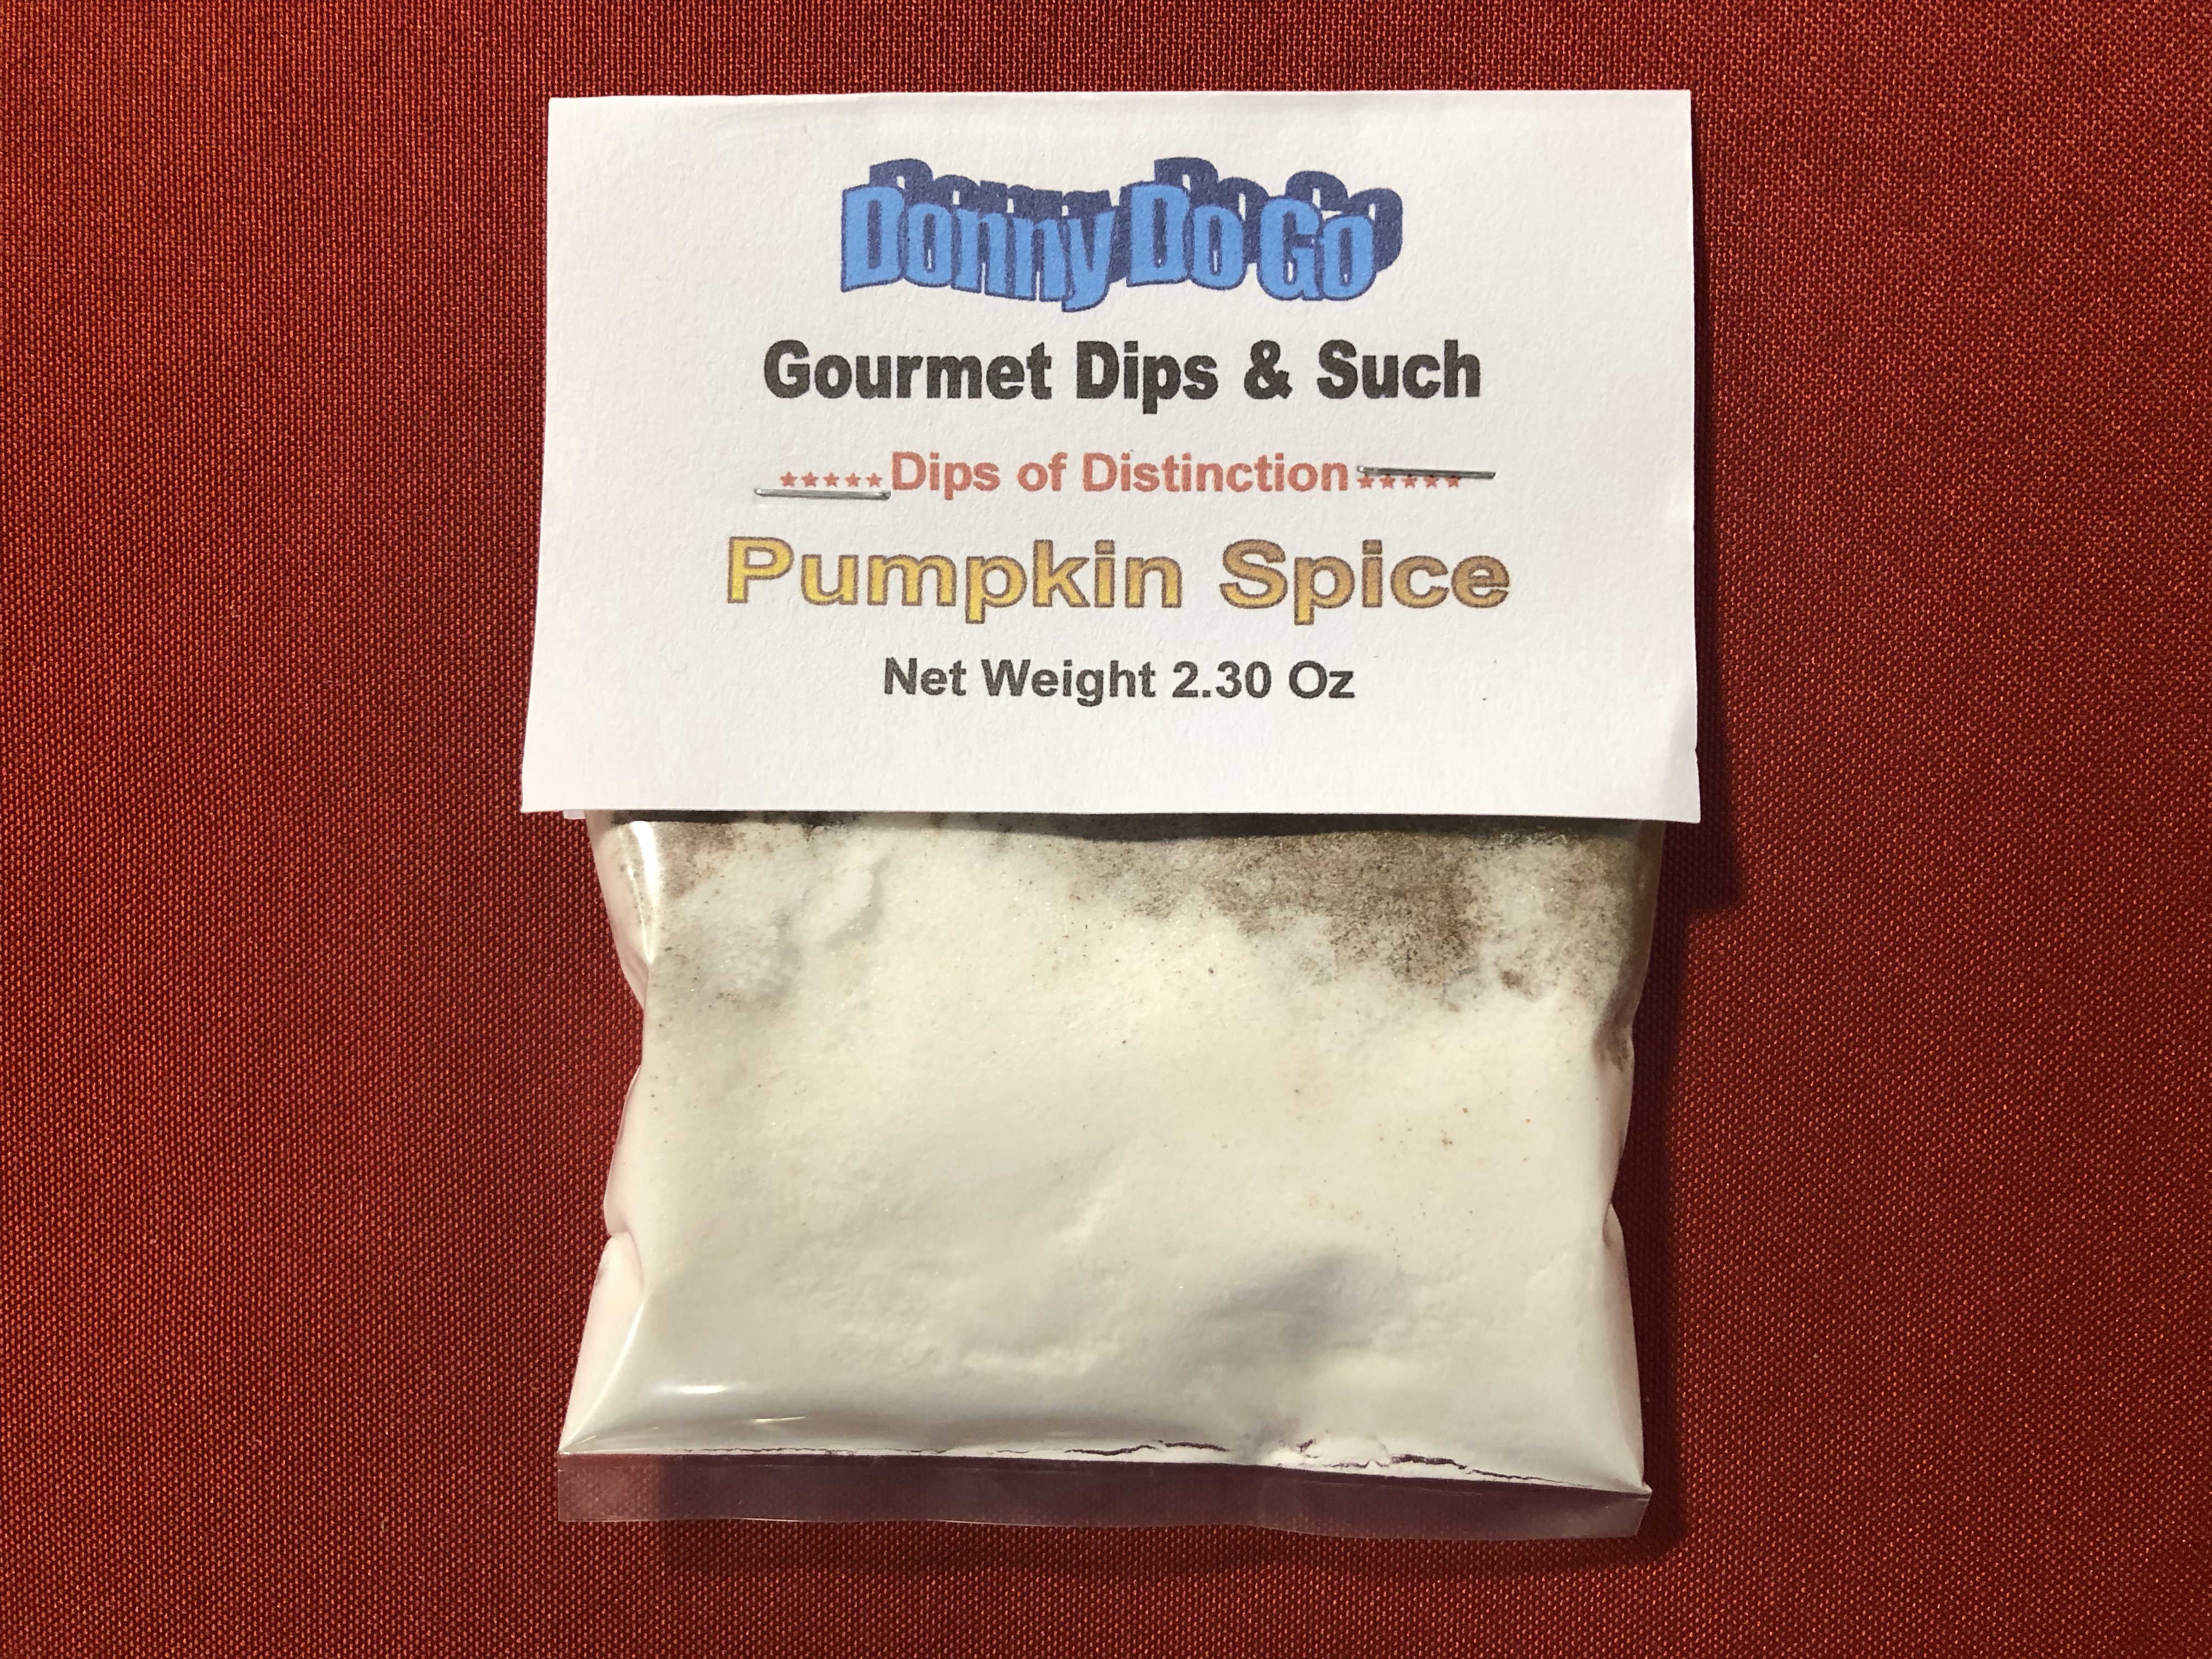 Donny Do Go
Gourmet Dips & Such
★★★★★Dips of Distinction★★★★★
Pumpkin Spice
Net Weight 2.30 Oz